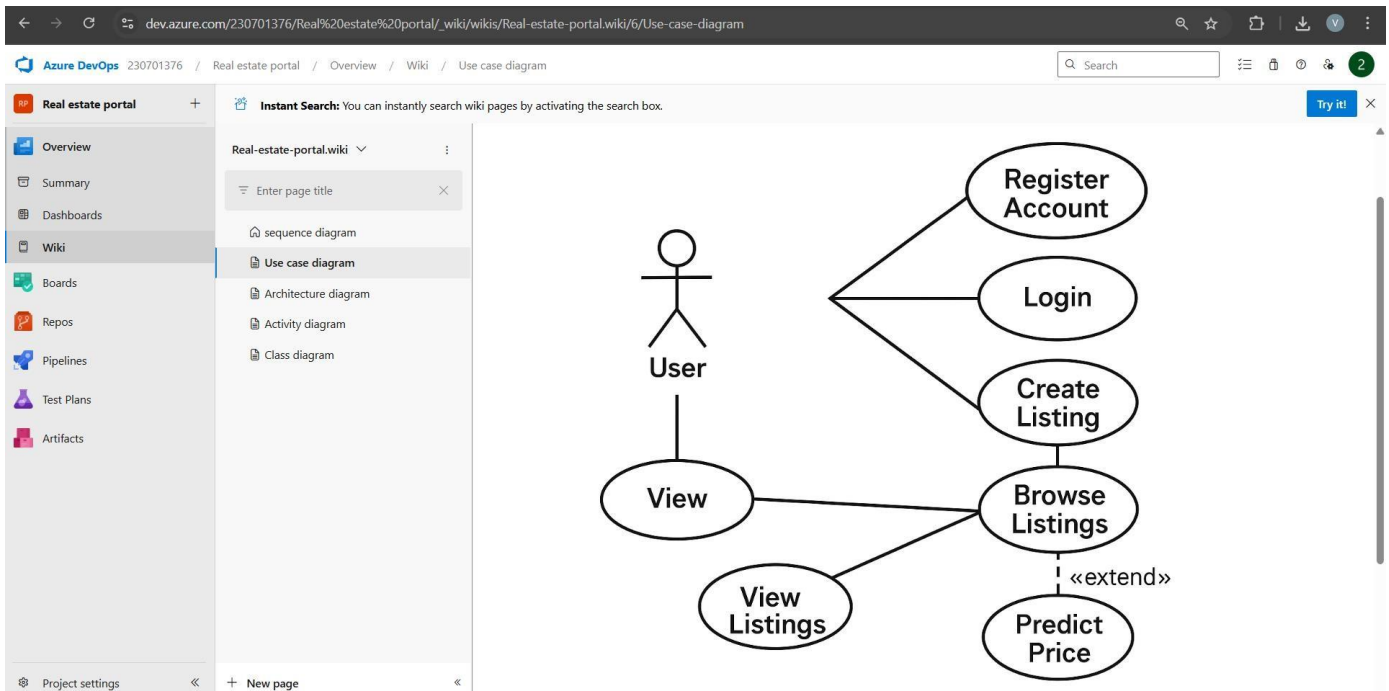 dev.azure.com/230701376/Real%20estate%20portal/_wiki/wikis/Real-estate-portal.wiki/6/Use-case-diagram
V
Azure DevOps 230701376 / Real estate portal / Overview / Wiki / Use case diagram
Search
2
RP Real estate portal +
Instant Search: You can instantly search wiki pages by activating the search box.
Try it!
Overview
Summary
Dashboards
Wiki
Boards
Repos
Pipelines
Test Plans
Artifacts
Project settings
Real-estate-portal.wiki
Enter page title
sequence diagram
Use case diagram
Architecture diagram
Activity diagram
Class diagram
+ New page
Register
Account
Login
User
Create
Listing
View
Browse
Listings
«extend»
View
Listings
Predict
Price